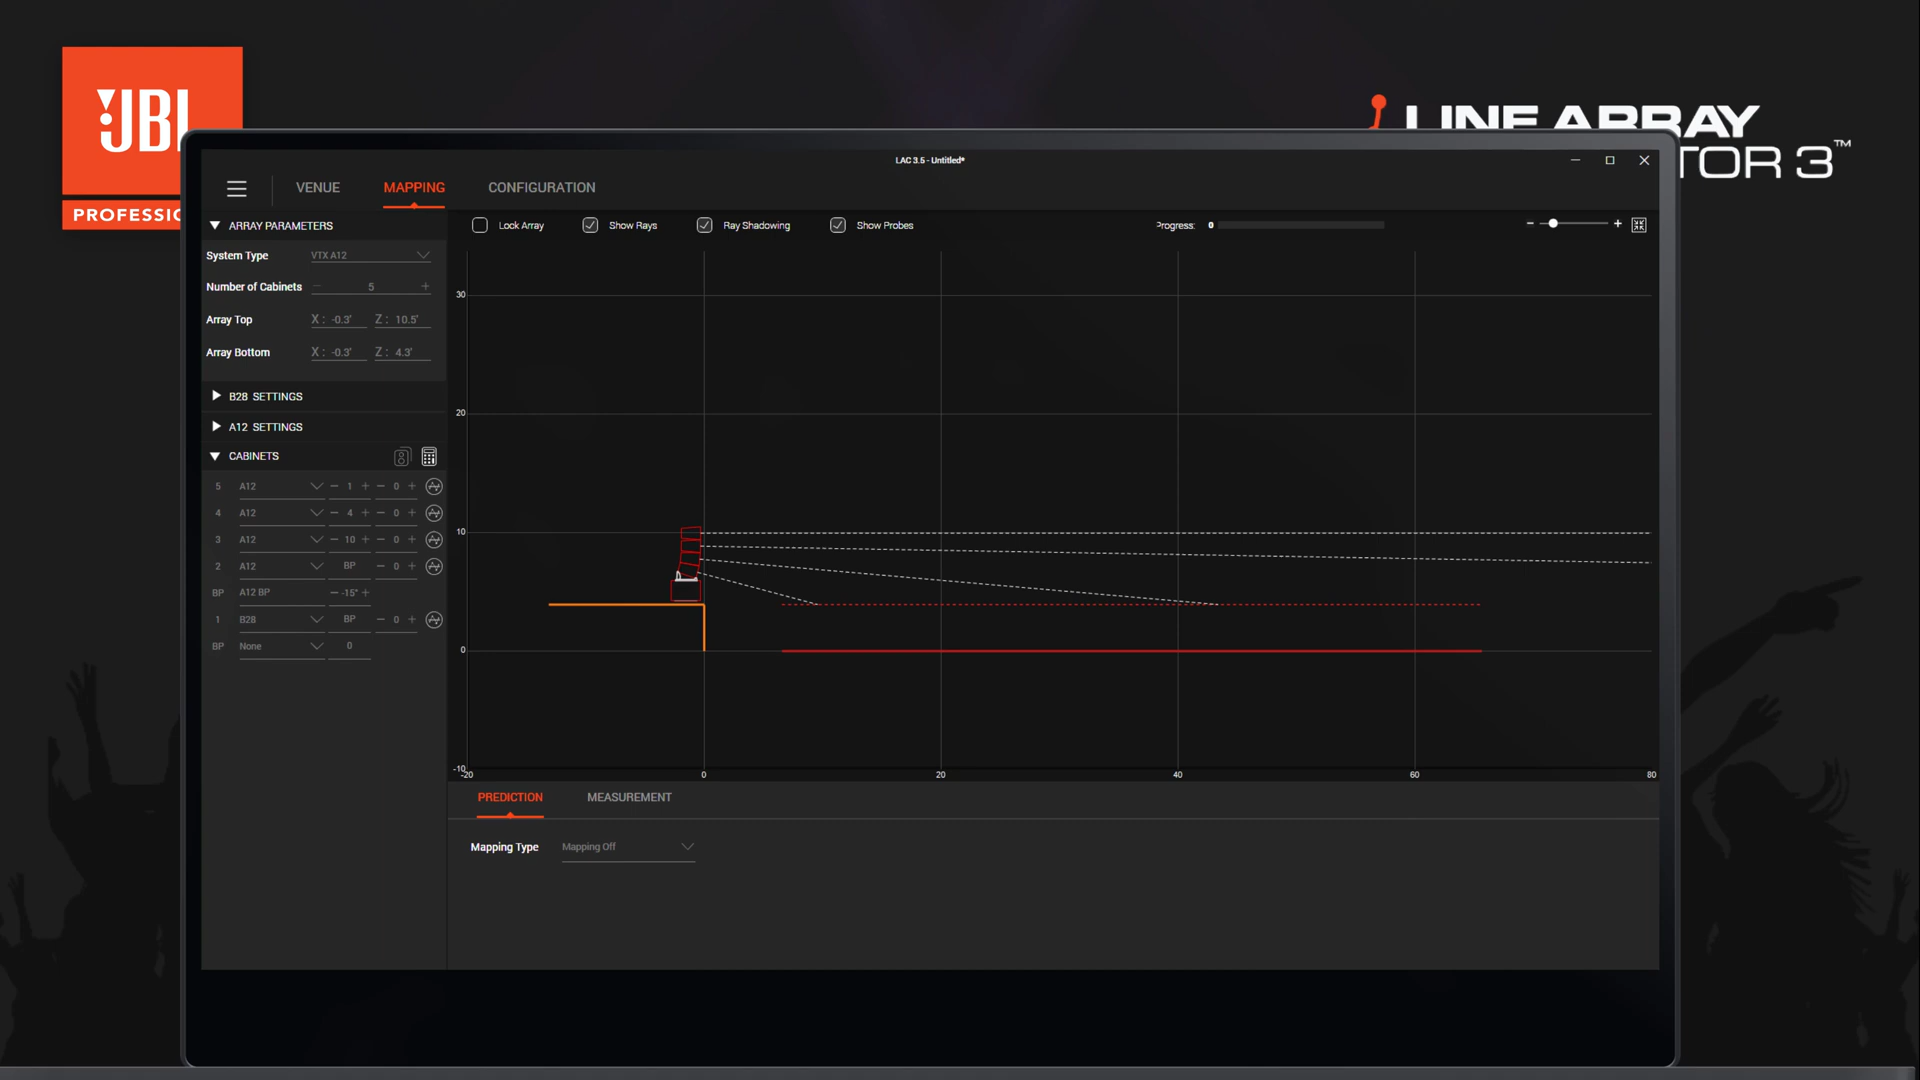 JBL
PROFESSIO
LINE ARRAY
TOR 3™
LAC 3.5 - Untitled*
VENUE
MAPPING
CONFIGURATION
ARRAY PARAMETERS
Lock Array
Show Rays
Ray Shadowing
Show Probes
Progress: 0
System Type VTX A12
Number of Cabinets − 5 +
Array Top X : -0.3' Z : 10.5'
Array Bottom X : -0.3' Z : 4.3'
B28 SETTINGS
A12 SETTINGS
CABINETS
5 A12 − 1 + − 0 +
4 A12 − 4 + − 0 +
3 A12 − 10 + − 0 +
2 A12 BP − 0 +
BP A12 BP − -15° +
1 B28 BP − 0 +
BP None 0
30
20
10
0
-10
-20 0 20 40 60 80
PREDICTION
MEASUREMENT
Mapping Type Mapping Off